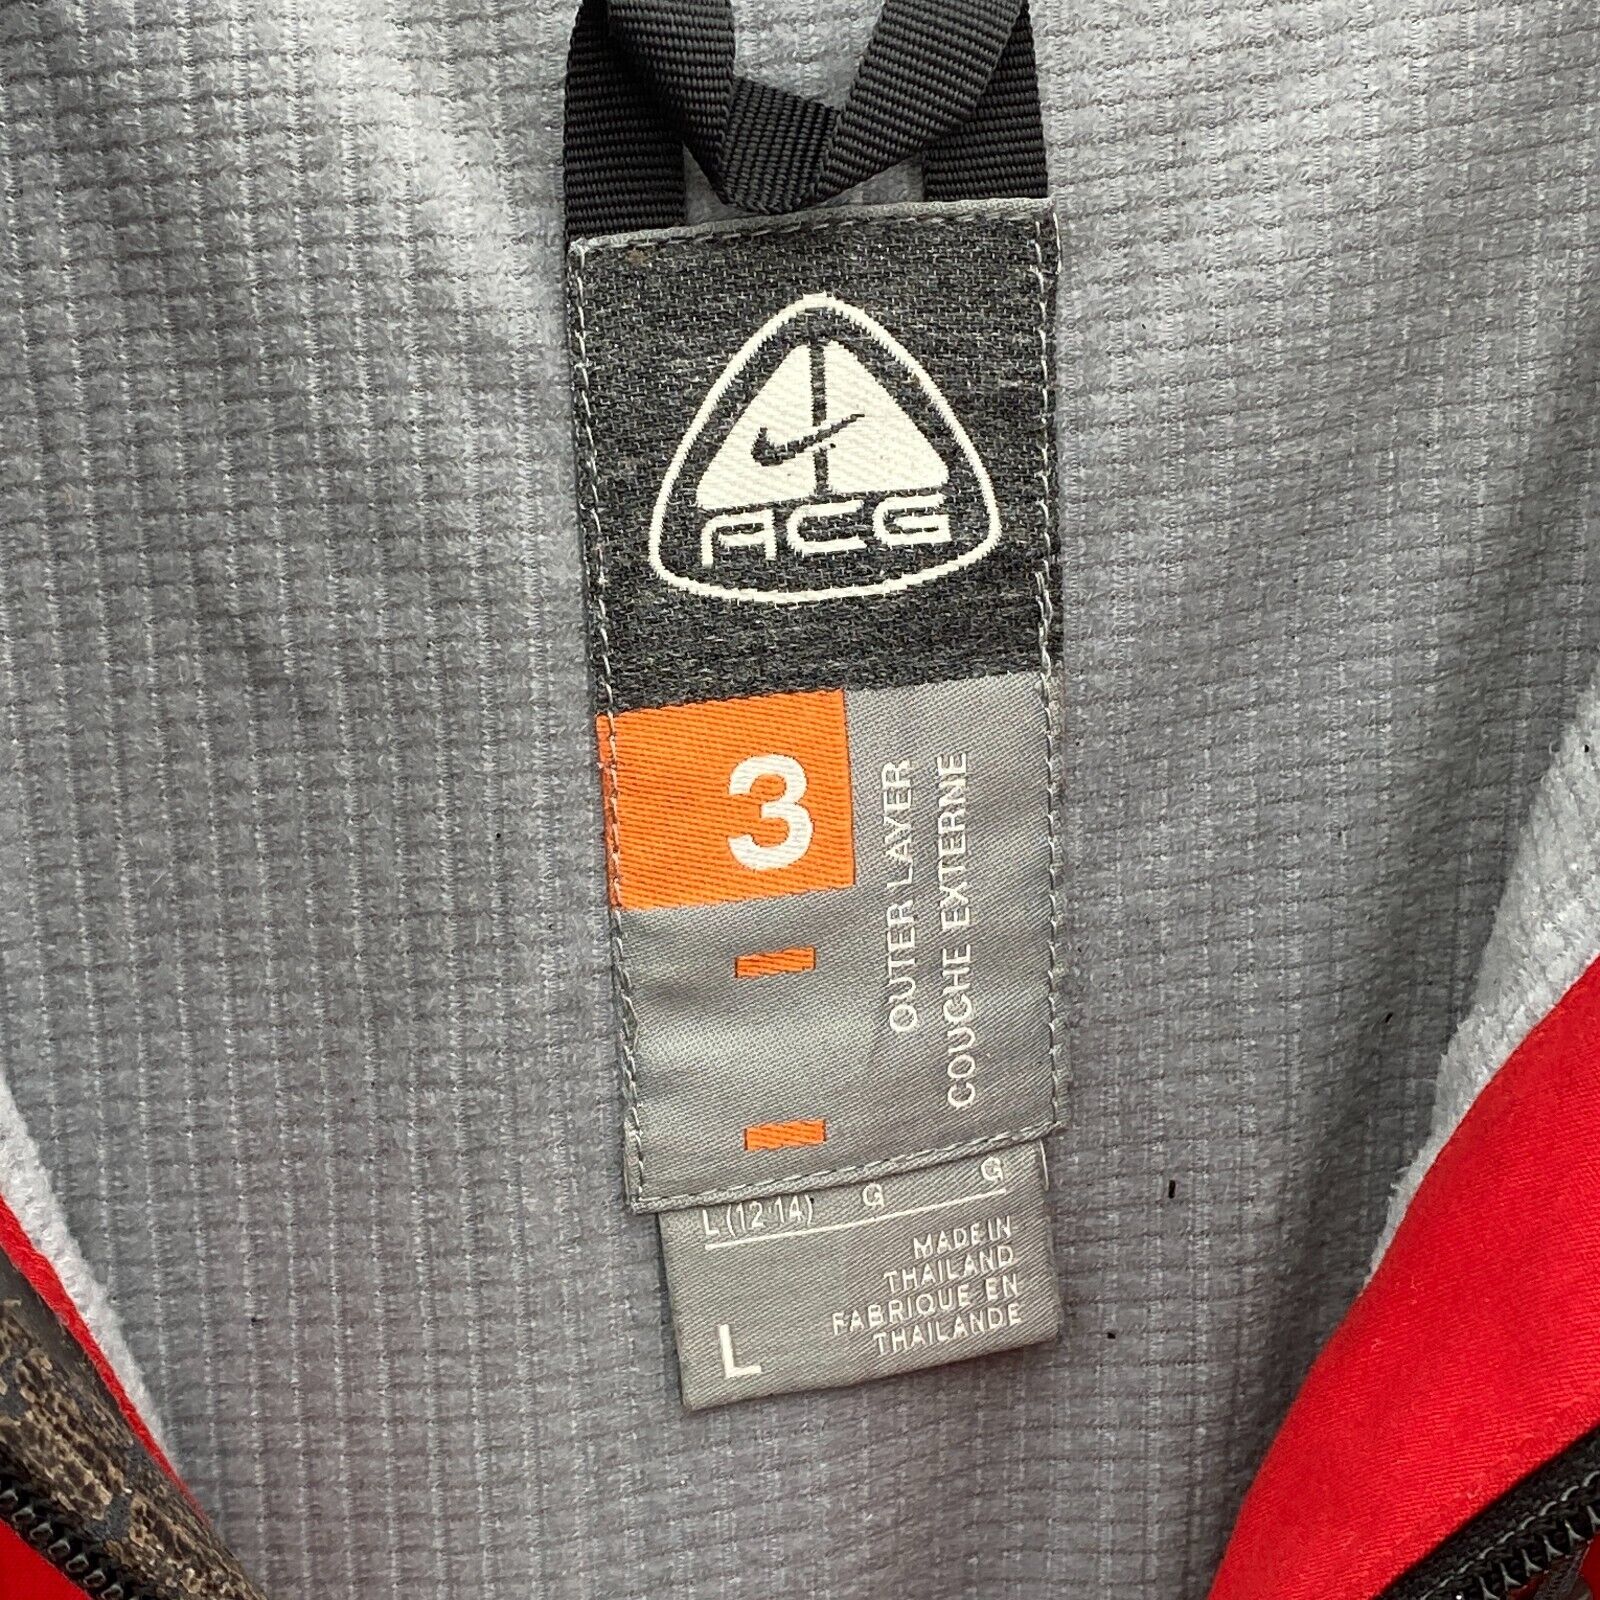 ACG
3
OUTER LAYER
COUCHE EXTERNE
L (12-14) G G
MADE IN
THAILAND
FABRIQUE EN
THAILANDE
L